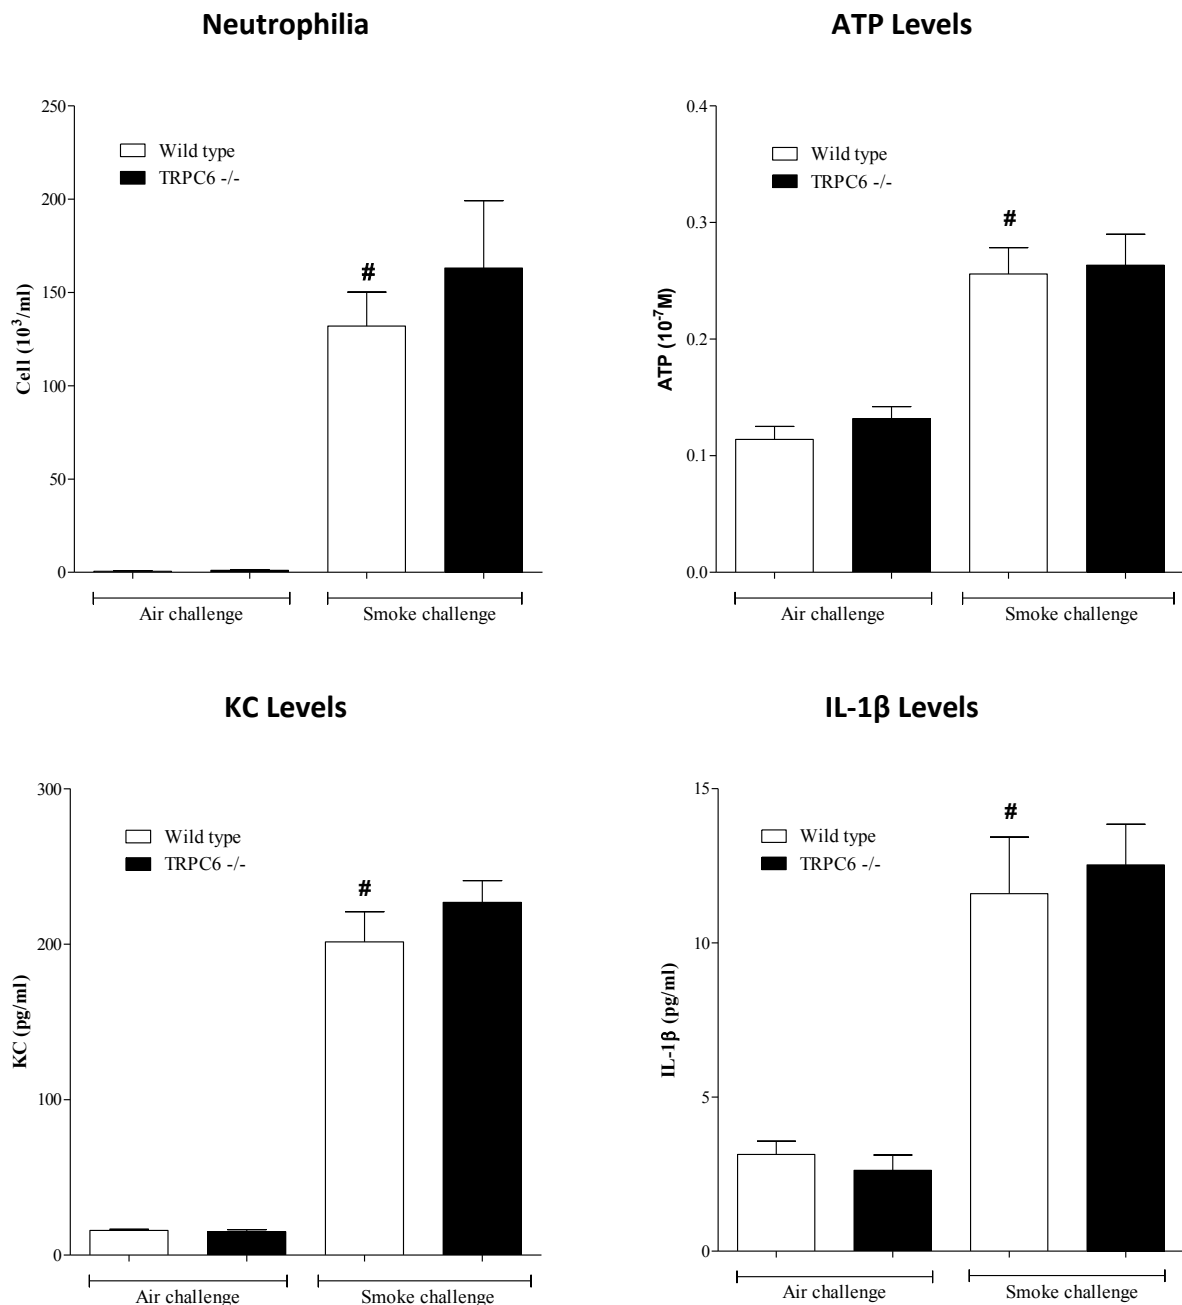 Neutrophilia
250
200
150
100
50
0
Cell (10³/ml)
Wild type
TRPC6 -/-
#
Air challenge
Smoke challenge
ATP Levels
0.4
0.3
0.2
0.1
0.0
ATP (10⁻⁷M)
Wild type
TRPC6 -/-
#
Air challenge
Smoke challenge
KC Levels
300
200
100
0
KC (pg/ml)
Wild type
TRPC6 -/-
#
Air challenge
Smoke challenge
IL-1β Levels
15
10
5
0
IL-1β (pg/ml)
Wild type
TRPC6 -/-
#
Air challenge
Smoke challenge